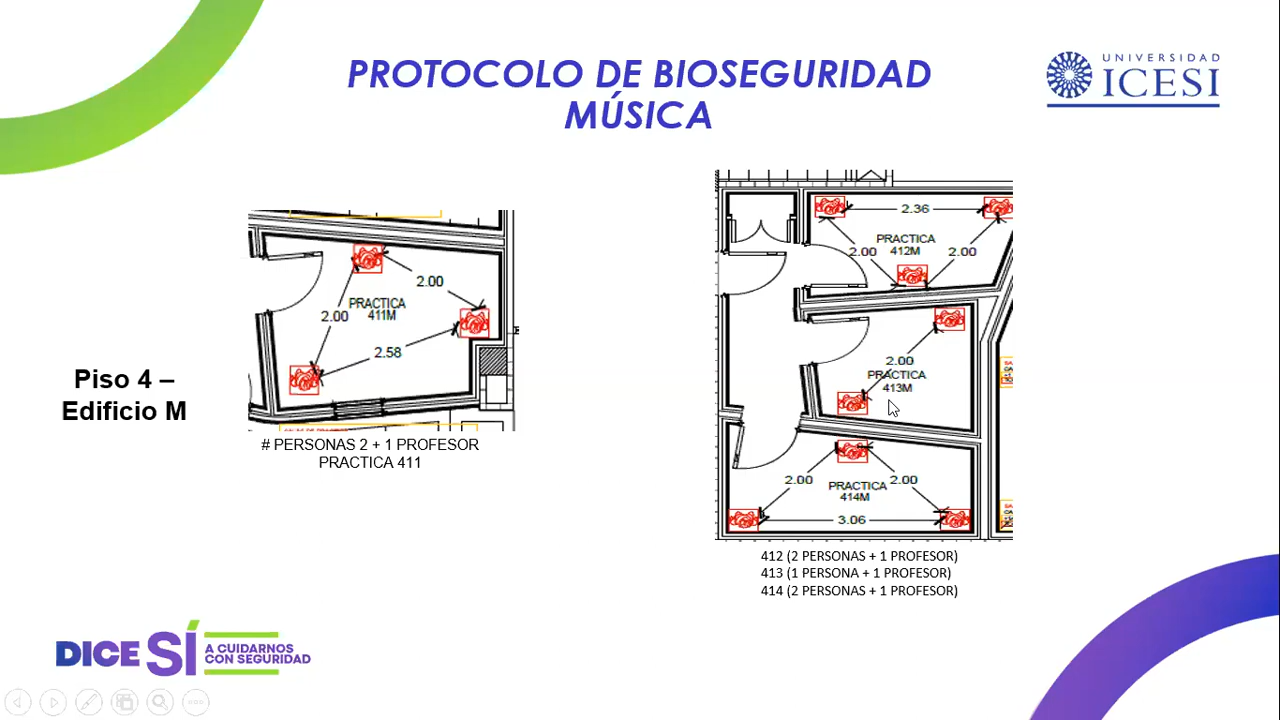 PROTOCOLO DE BIOSEGURIDAD
MÚSICA
UNIVERSIDAD
ICESI
Piso 4 –
Edificio M
2.00
PRACTICA
411M
2.00
2.58
# PERSONAS 2 + 1 PROFESOR
PRACTICA 411
2.36
PRACTICA
412M
2.00
2.00
2.00
PRACTICA
413M
2.00
PRACTICA
414M
2.00
3.06
412 (2 PERSONAS + 1 PROFESOR)
413 (1 PERSONA + 1 PROFESOR)
414 (2 PERSONAS + 1 PROFESOR)
DICE SÍ
A CUIDARNOS
CON SEGURIDAD